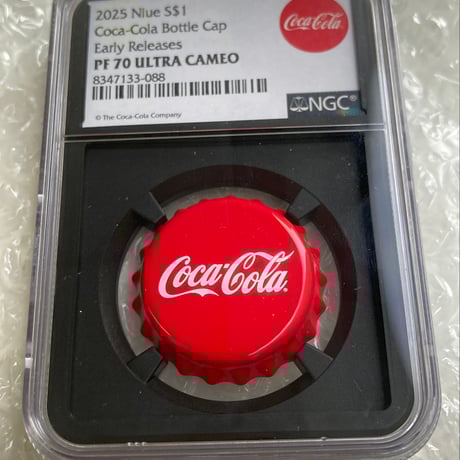 2025 Niue S$1
Coca-Cola Bottle Cap
Early Releases
PF 70 ULTRA CAMEO
8347133-088
© The Coca-Cola Company
Coca-Cola
NGC®
Coca-Cola